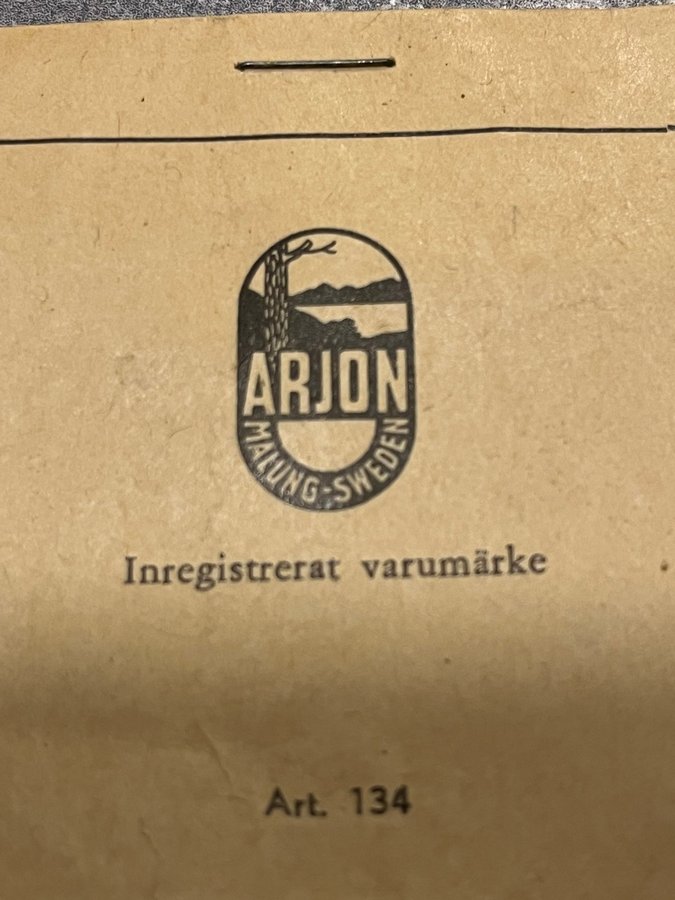 ARJON
MALUNG-SWEDEN
Inregistrerat varumärke
Art. 134